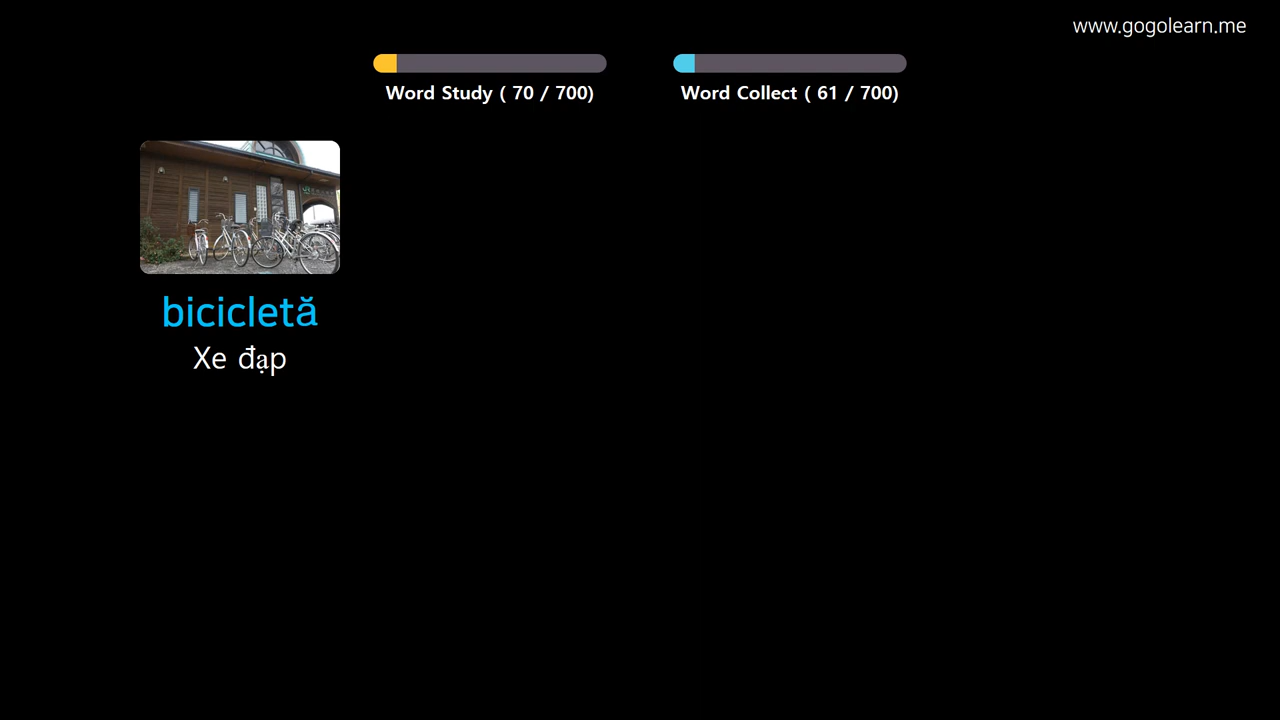 www.gogolearn.me
Word Study ( 70 / 700)
Word Collect ( 61 / 700)
bicicletă
Xe đạp